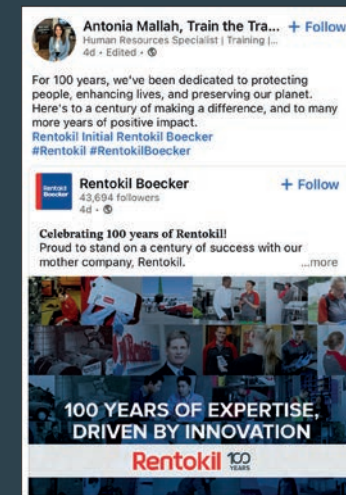 Antonia Mallah, Train the Tra... + Follow
Human Resources Specialist | Training |...
4d • Edited •
For 100 years, we've been dedicated to protecting
people, enhancing lives, and preserving our planet.
Here's to a century of making a difference, and to many
more years of positive impact.
Rentokil Initial Rentokil Boecker
#Rentokil #RentokilBoecker
Rentokil
Boecker
Rentokil Boecker + Follow
43,694 followers
4d •
Celebrating 100 years of Rentokil!
Proud to stand on a century of success with our
mother company, Rentokil. ...more
100 YEARS OF EXPERTISE,
DRIVEN BY INNOVATION
Rentokil 100
YEARS